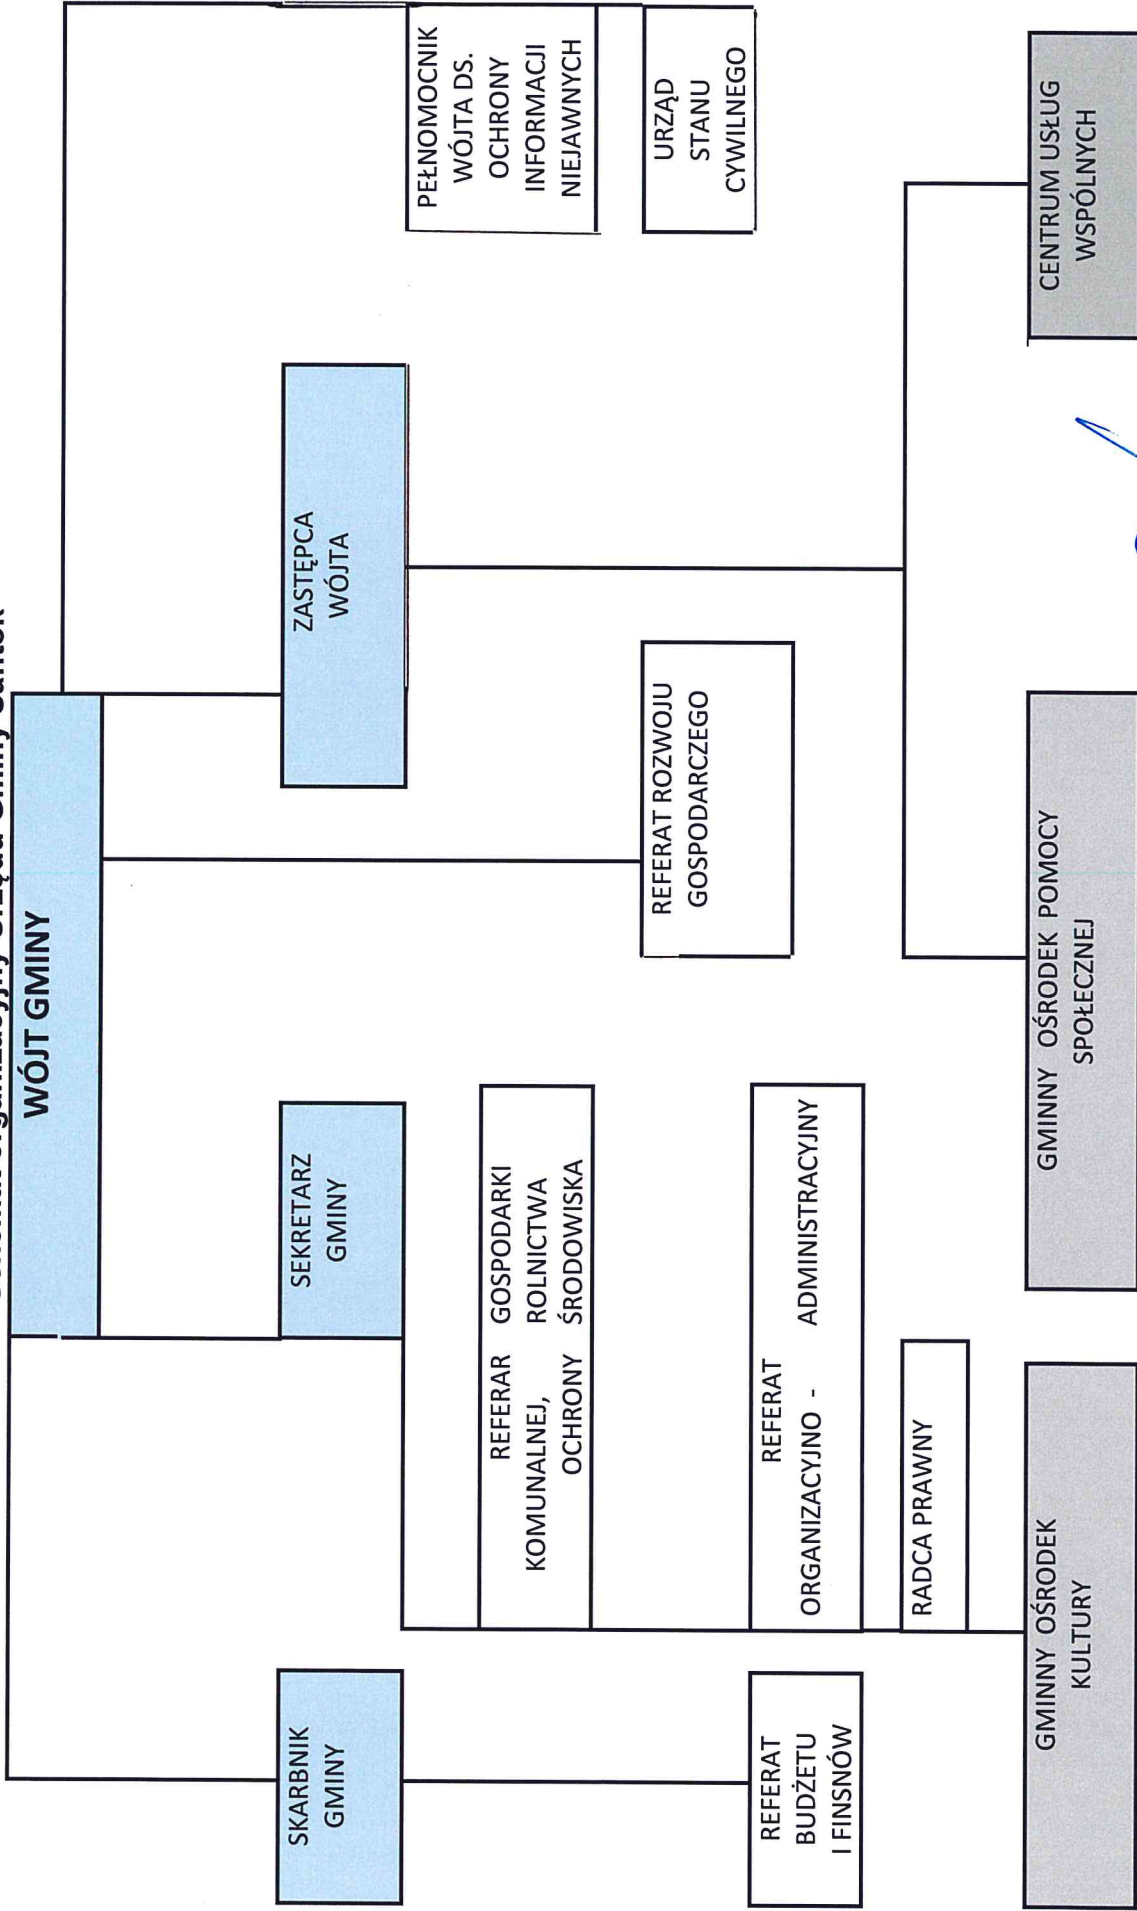 WÓJT GMINY
SKARBNIK
GMINY
SEKRETARZ
GMINY
ZASTĘPCA
WÓJTA
PEŁNOMOCNIK
WÓJTA DS.
OCHRONY
INFORMACJI
NIEJAWNYCH
REFERAR GOSPODARKI
KOMUNALNEJ, ROLNICTWA
OCHRONY ŚRODOWISKA
REFERAT ROZWOJU
GOSPODARCZEGO
URZĄD
STANU
CYWILNEGO
REFERAT
BUDŻETU
I FINSNÓW
REFERAT
ORGANIZACYJNO - ADMINISTRACYJNY
RADCA PRAWNY
GMINNY OŚRODEK
KULTURY
GMINNY OŚRODEK POMOCY
SPOŁECZNEJ
CENTRUM USŁUG
WSPÓLNYCH